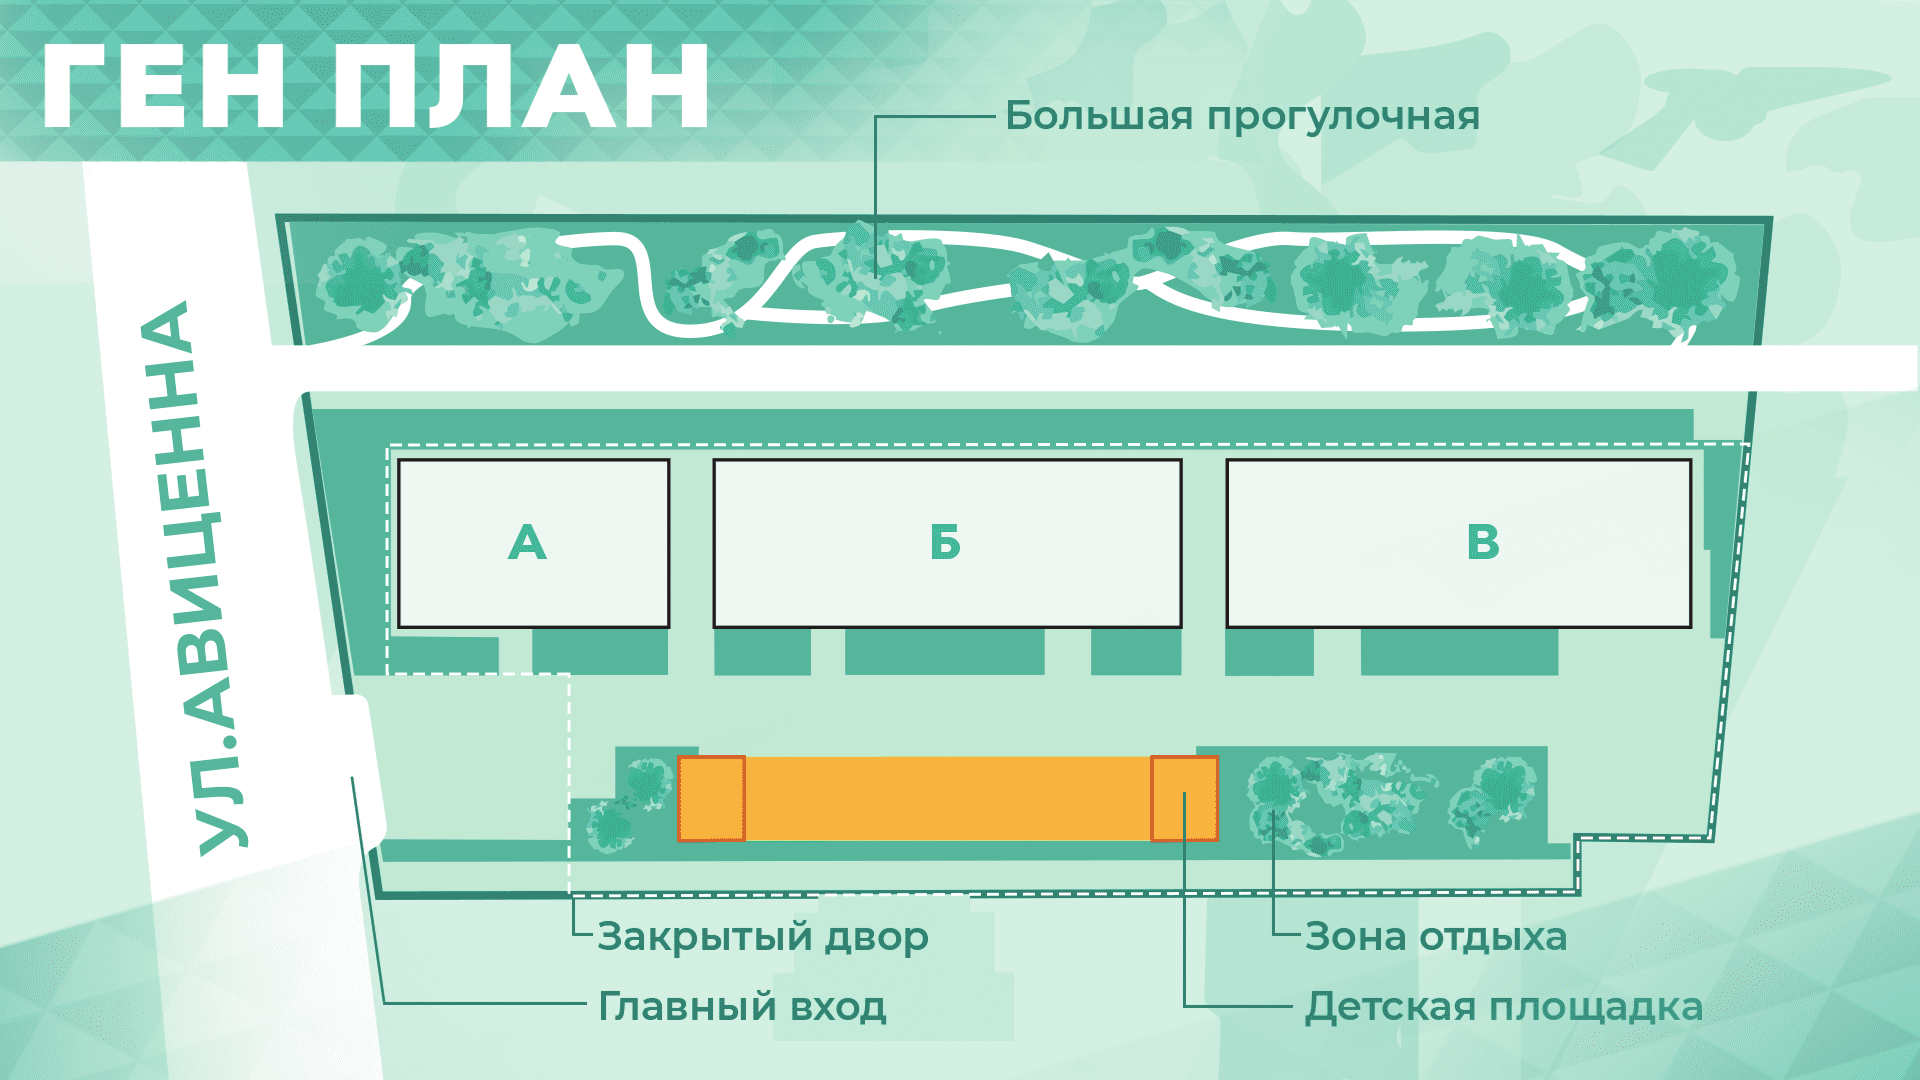 ГЕН ПЛАН
Большая прогулочная
УЛ.АВИЦЕННА
А
Б
В
Закрытый двор
Зона отдыха
Главный вход
Детская площадка